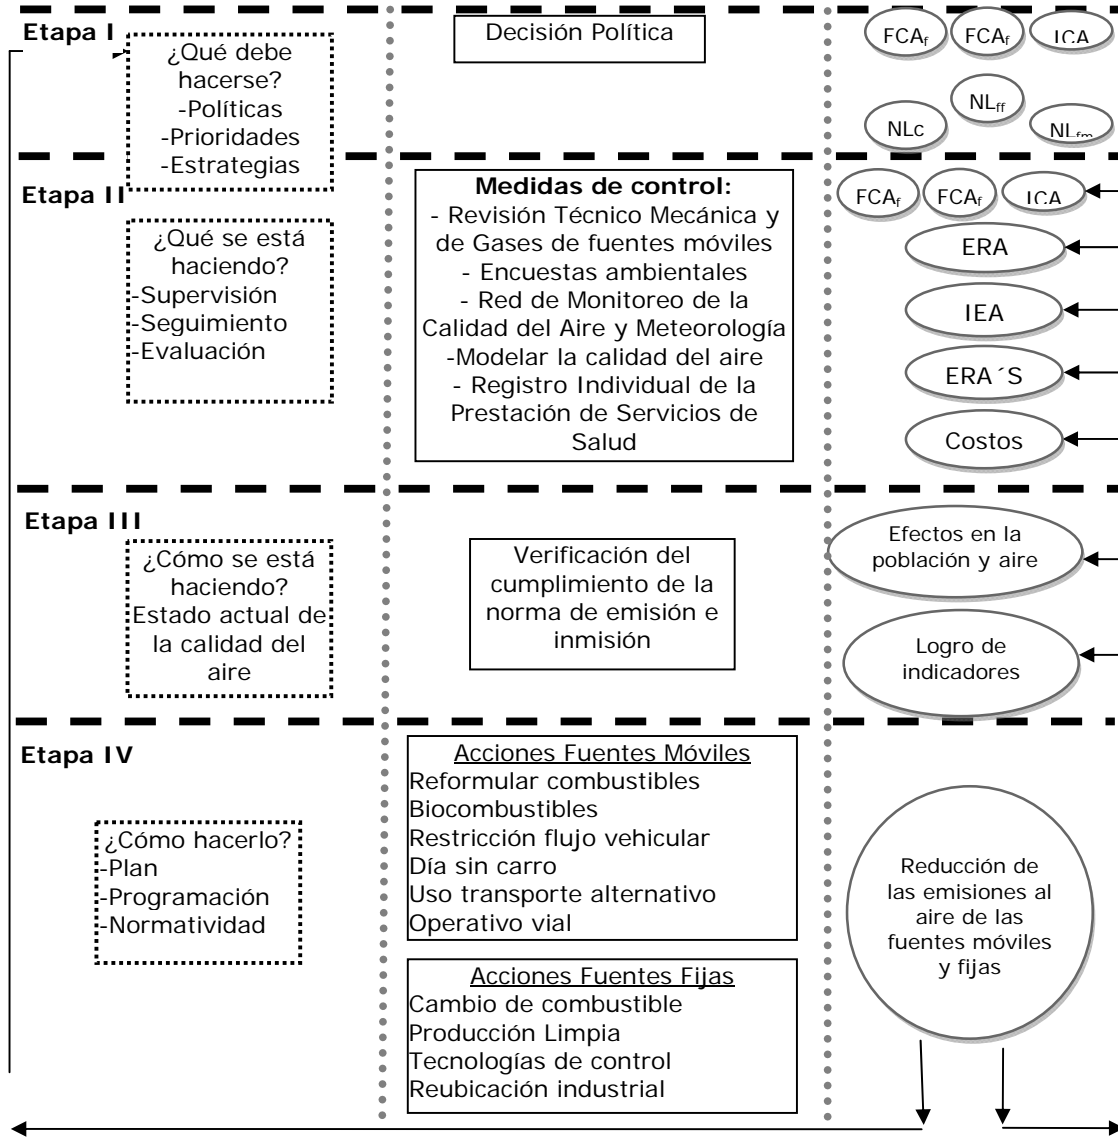 Etapa I
¿Qué debe
hacerse?
-Políticas
-Prioridades
-Estrategias
Decisión Política
FCAf
FCAf
ICA
NLc
NLff
NLfm
Etapa II
¿Qué se está
haciendo?
-Supervisión
-Seguimiento
-Evaluación
Medidas de control:
- Revisión Técnico Mecánica y
de Gases de fuentes móviles
- Encuestas ambientales
- Red de Monitoreo de la
Calidad del Aire y Meteorología
-Modelar la calidad del aire
- Registro Individual de la
Prestación de Servicios de
Salud
FCAf
FCAf
ICA
ERA
IEA
ERA´S
Costos
Etapa III
¿Cómo se está
haciendo?
Estado actual de
la calidad del
aire
Verificación del
cumplimiento de la
norma de emisión e
inmisión
Efectos en la
población y aire
Logro de
indicadores
Etapa IV
¿Cómo hacerlo?
-Plan
-Programación
-Normatividad
Acciones Fuentes Móviles
Reformular combustibles
Biocombustibles
Restricción flujo vehicular
Día sin carro
Uso transporte alternativo
Operativo vial
Acciones Fuentes Fijas
Cambio de combustible
Producción Limpia
Tecnologías de control
Reubicación industrial
Reducción de
las emisiones al
aire de las
fuentes móviles
y fijas